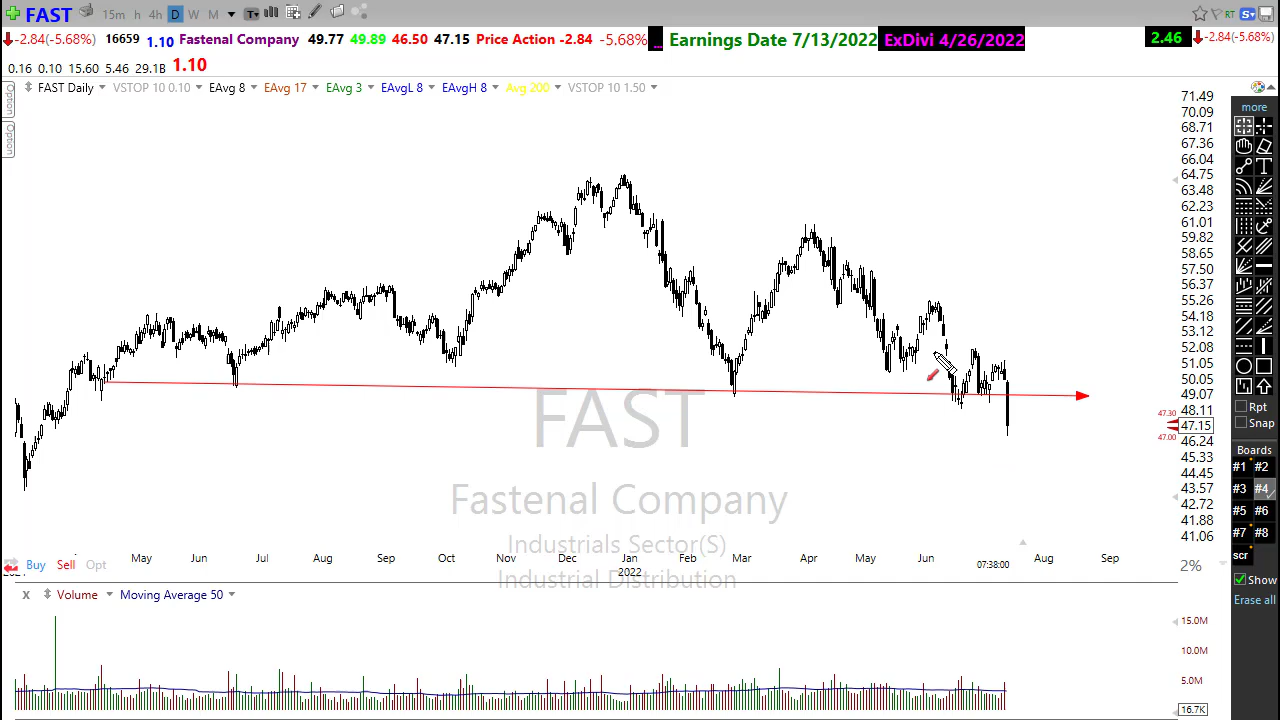 FAST 15m h 4h D W M T RT S
-2.84(-5.68%) 16659 1.10 Fastenal Company 49.77 49.89 46.50 47.15 Price Action -2.84 -5.68% ... Earnings Date 7/13/2022 ExDivi 4/26/2022 2.46 -2.84(-5.68%)
0.16 0.10 15.60 5.46 29.1B 1.10
Option
Option
FAST Daily VSTOP 10 0.10 EAvg 8 EAvg 17 EAvg 3 EAvgL 8 EAvgH 8 Avg 200 VSTOP 10 1.50
71.49
70.09
68.71
67.36
66.04
64.75
63.48
62.23
61.01
59.82
58.65
57.50
56.37
55.26
54.18
53.12
52.08
51.05
50.05
49.07
48.11
47.30
47.15
47.00
46.24
45.33
44.45
43.57
42.72
41.88
41.06
more
T
Rpt
Snap
Boards
#1 #2
#3 #4
#5 #6
#7 #8
scr
Show
Erase all
FAST
Fastenal Company
Industrials Sector(S)
Industrial Distribution
May Jun Jul Aug Sep Oct Nov Dec Jan Feb Mar Apr May Jun 07:38:00 Aug Sep
2022
Buy Sell Opt
2%
x Volume Moving Average 50
15.0M
10.0M
5.0M
16.7K